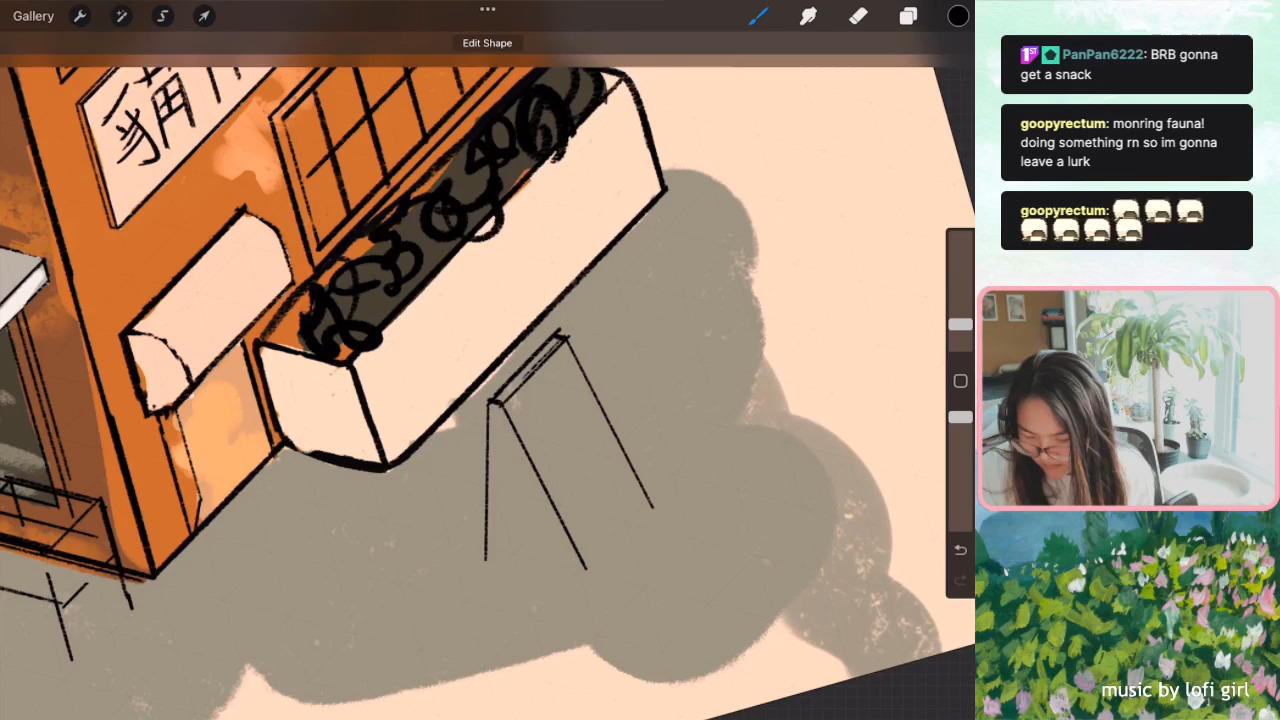 Gallery
Edit Shape
猫
PanPan6222: BRB gonna
get a snack
goopyrectum: monring fauna!
doing something rn so im gonna
leave a lurk
goopyrectum:
music by lofi girl